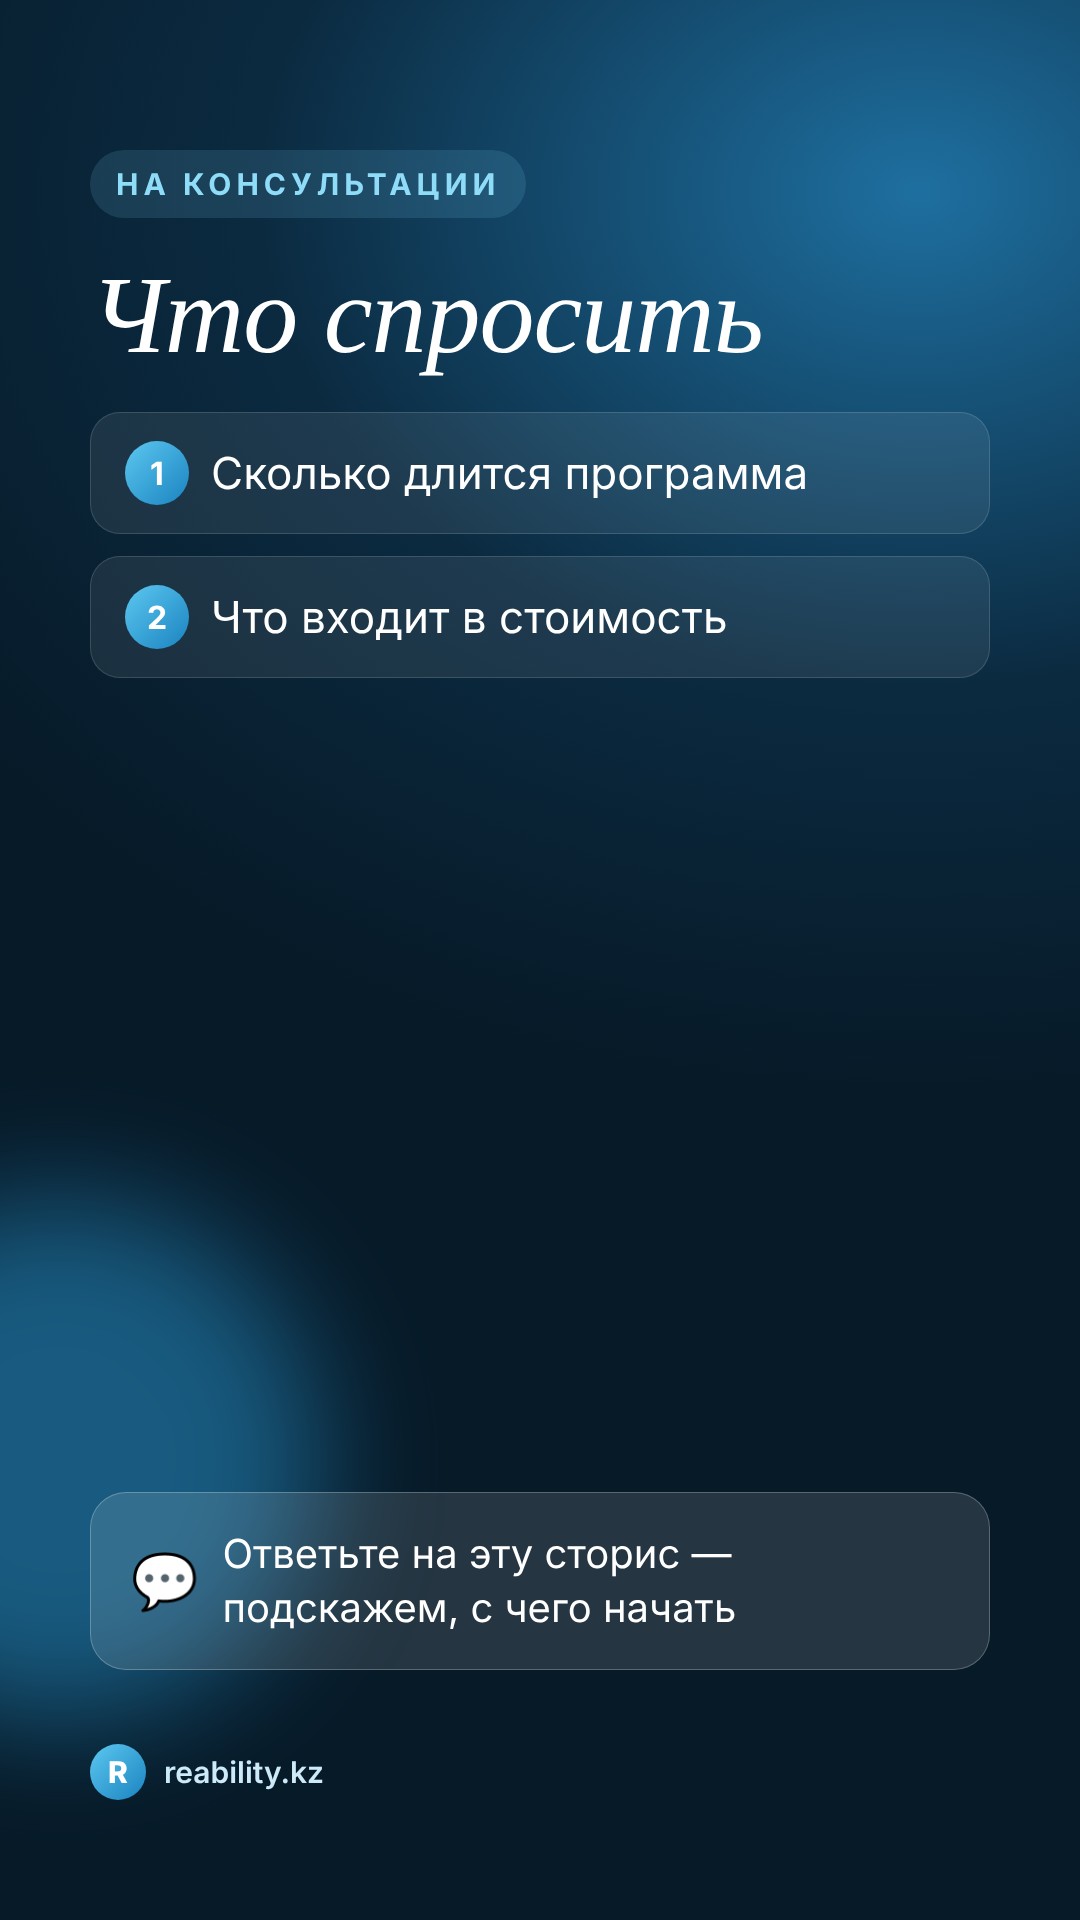 НА КОНСУЛЬТАЦИИ
Что спросить
1 Сколько длится программа
2 Что входит в стоимость
Ответьте на эту сторис —
подскажем, с чего начать
R reability.kz